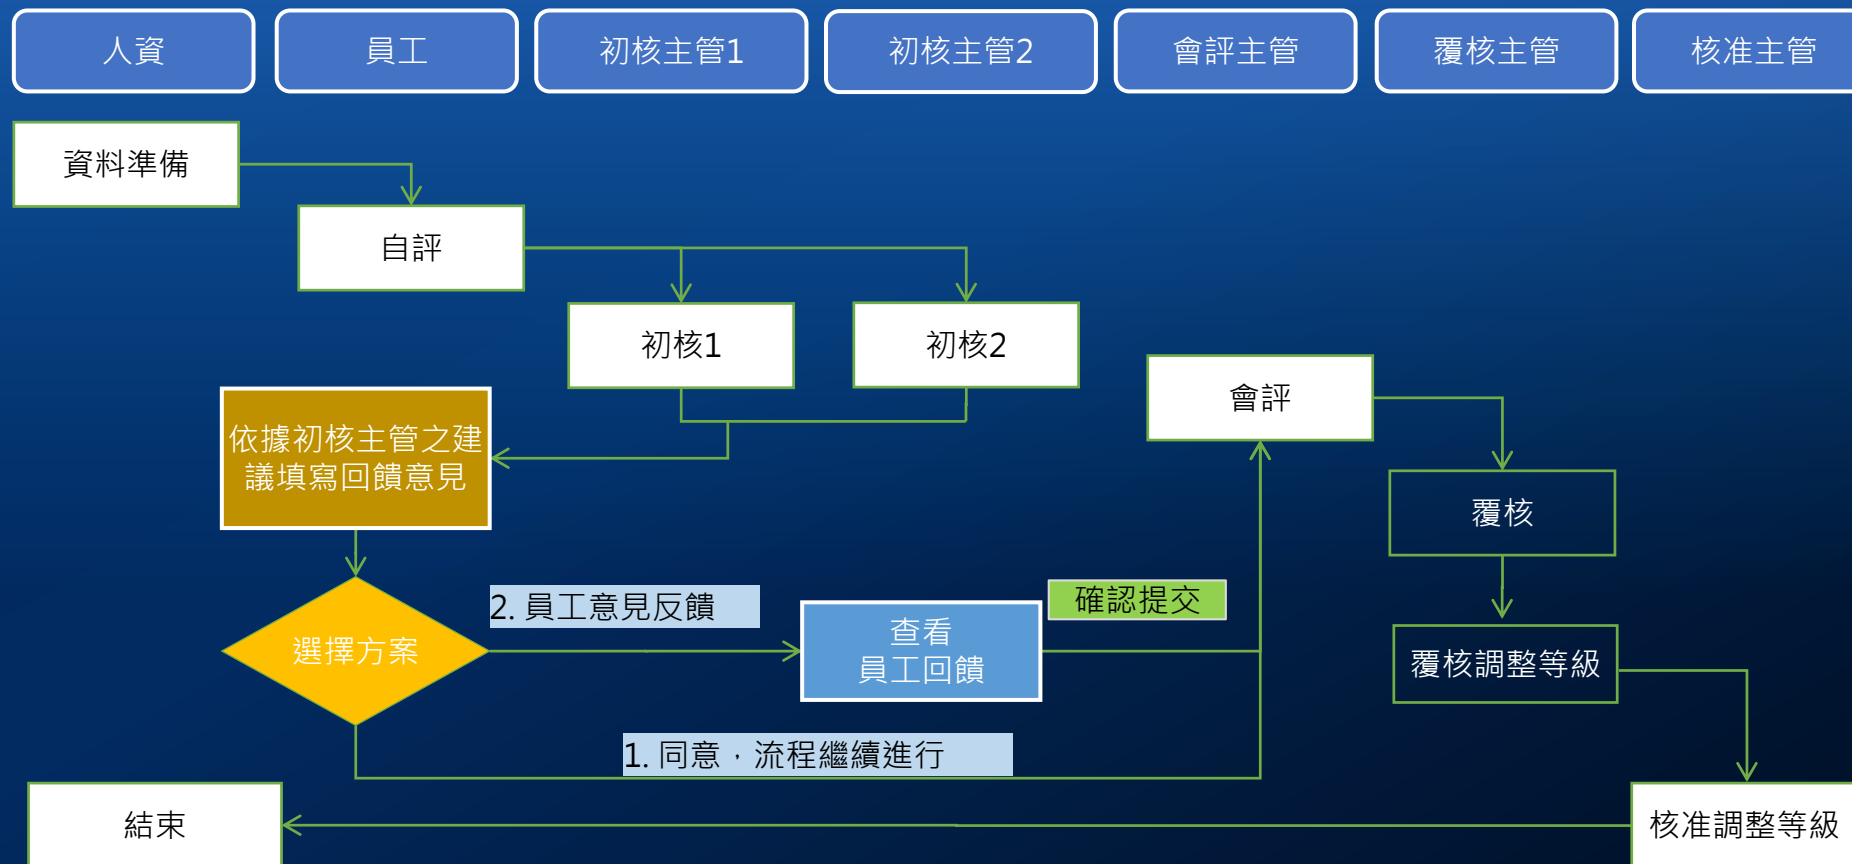 人資
員工
初核主管1
初核主管2
會評主管
覆核主管
核准主管
資料準備
自評
初核1
初核2
會評
依據初核主管之建
議填寫回饋意見
覆核
2. 員工意見反饋
確認提交
查看
員工回饋
選擇方案
覆核調整等級
1. 同意，流程繼續進行
結束
核准調整等級